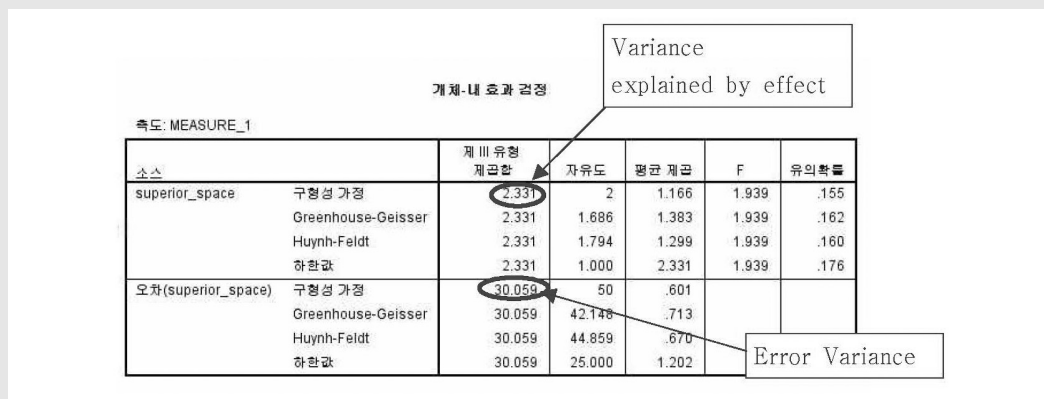 Variance
explained by effect
개체-내 효과 검정
측도: MEASURE_1
소스 제 III 유형 제곱합 자유도 평균 제곱 F 유의확률
superior_space 구형성 가정 2.331 2 1.166 1.939 .155
Greenhouse-Geisser 2.331 1.686 1.383 1.939 .162
Huynh-Feldt 2.331 1.794 1.299 1.939 .160
하한값 2.331 1.000 2.331 1.939 .176
오차(superior_space) 구형성 가정 30.059 50 .601
Greenhouse-Geisser 30.059 42.148 .713
Huynh-Feldt 30.059 44.859 .670
하한값 30.059 25.000 1.202
Error Variance